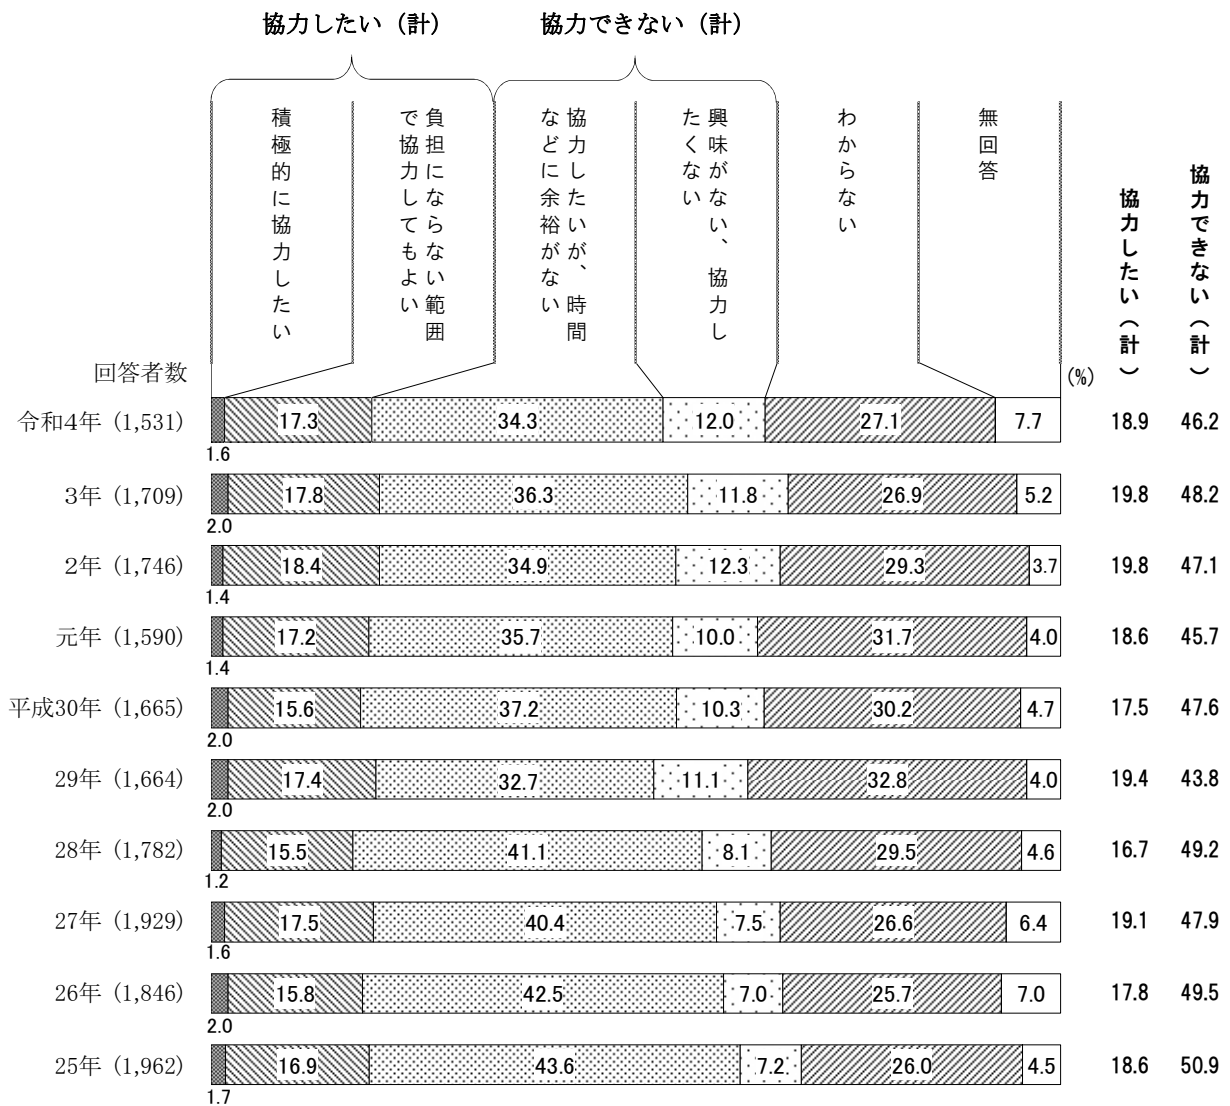 協力したい（計）
協力できない（計）
積極的に協力したい
負担にならない範囲
で協力してもよい
協力したいが、時間
などに余裕がない
興味がない、協力し
たくない
わからない
無回答
協力したい（計）
協力できない（計）
回答者数
(%)
令和4年 (1,531) 17.3 34.3 12.0 27.1 7.7 18.9 46.2
1.6
3年 (1,709) 17.8 36.3 11.8 26.9 5.2 19.8 48.2
2.0
2年 (1,746) 18.4 34.9 12.3 29.3 3.7 19.8 47.1
1.4
元年 (1,590) 17.2 35.7 10.0 31.7 4.0 18.6 45.7
1.4
平成30年 (1,665) 15.6 37.2 10.3 30.2 4.7 17.5 47.6
2.0
29年 (1,664) 17.4 32.7 11.1 32.8 4.0 19.4 43.8
2.0
28年 (1,782) 15.5 41.1 8.1 29.5 4.6 16.7 49.2
1.2
27年 (1,929) 17.5 40.4 7.5 26.6 6.4 19.1 47.9
1.6
26年 (1,846) 15.8 42.5 7.0 25.7 7.0 17.8 49.5
2.0
25年 (1,962) 16.9 43.6 7.2 26.0 4.5 18.6 50.9
1.7